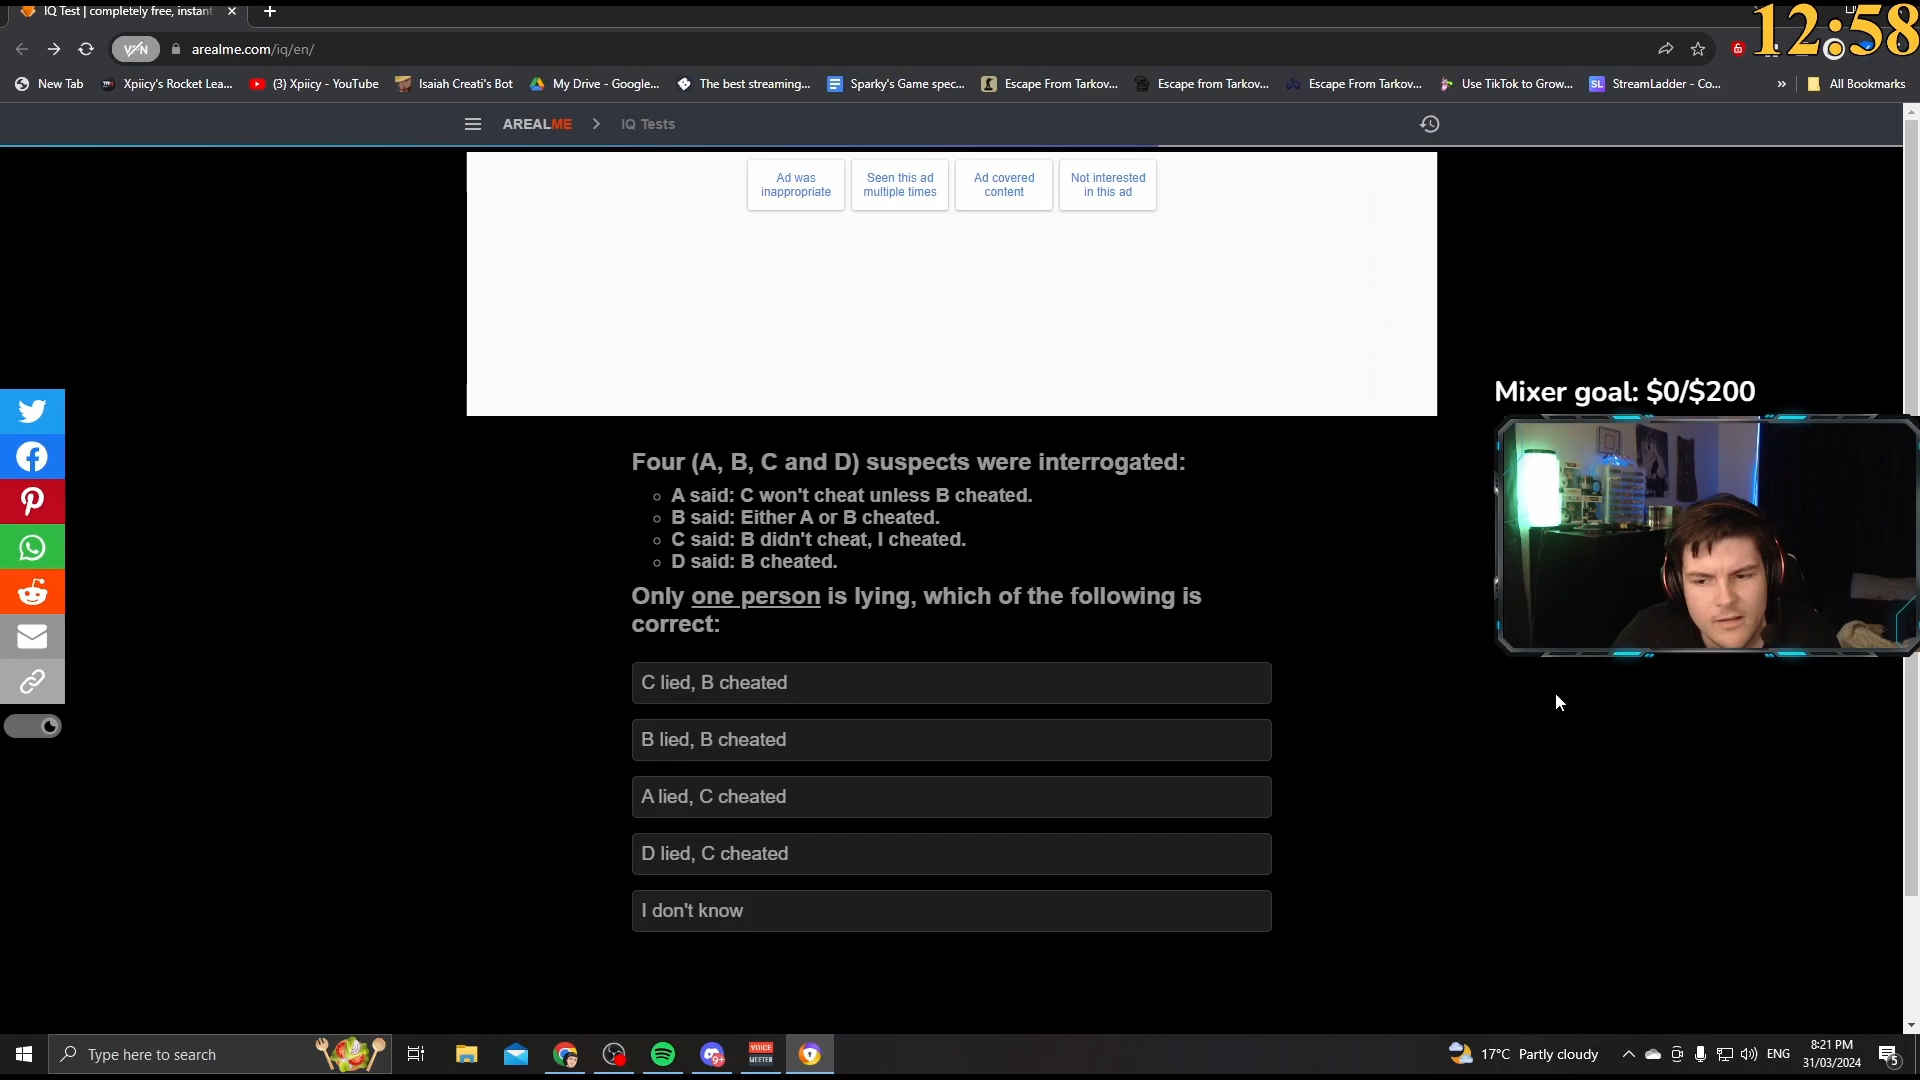 IQ Test | completely free, instant
12:58
arealme.com/iq/en/
New Tab
Xpiicy's Rocket Lea...
(3) Xpiicy - YouTube
Isaiah Creati's Bot
My Drive - Google...
The best streaming...
Sparky's Game spec...
Escape From Tarkov...
Escape from Tarkov...
Escape From Tarkov...
Use TikTok to Grow...
StreamLadder - Co...
All Bookmarks
AREALME > IQ Tests
Ad was
inappropriate
Seen this ad
multiple times
Ad covered
content
Not interested
in this ad
Mixer goal: $0/$200
Four (A, B, C and D) suspects were interrogated:
A said: C won't cheat unless B cheated.
B said: Either A or B cheated.
C said: B didn't cheat, I cheated.
D said: B cheated.
Only one person is lying, which of the following is
correct:
C lied, B cheated
B lied, B cheated
A lied, C cheated
D lied, C cheated
I don't know
Type here to search
9+
VOICE
MEETER
17°C Partly cloudy
ENG
8:21 PM
31/03/2024
5